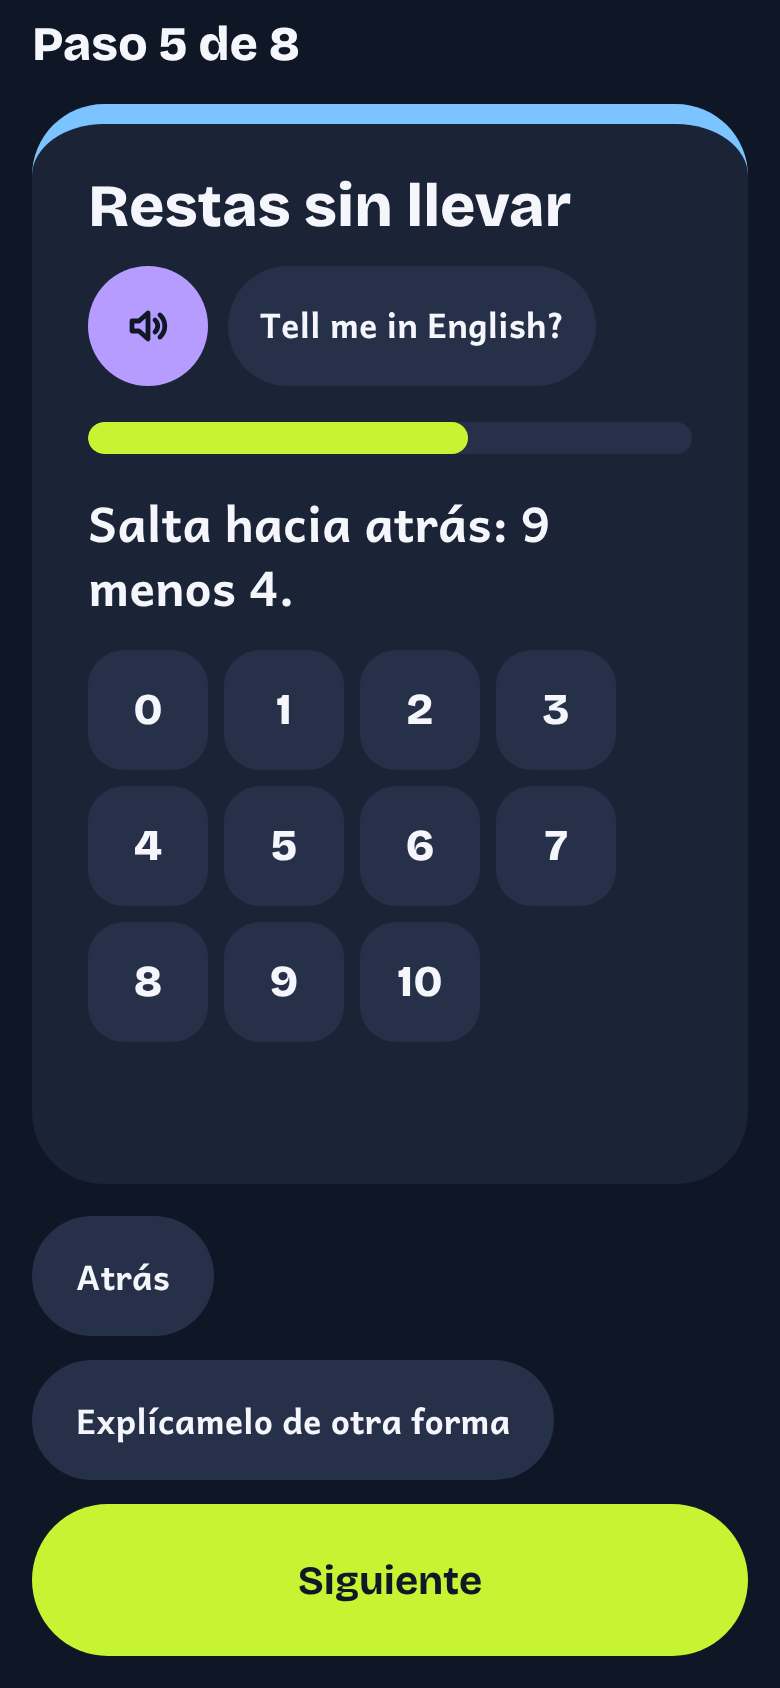 Paso 5 de 8
Restas sin llevar
Tell me in English?
Salta hacia atrás: 9
menos 4.
0 1 2 3
4 5 6 7
8 9 10
Atrás
Explícamelo de otra forma
Siguiente